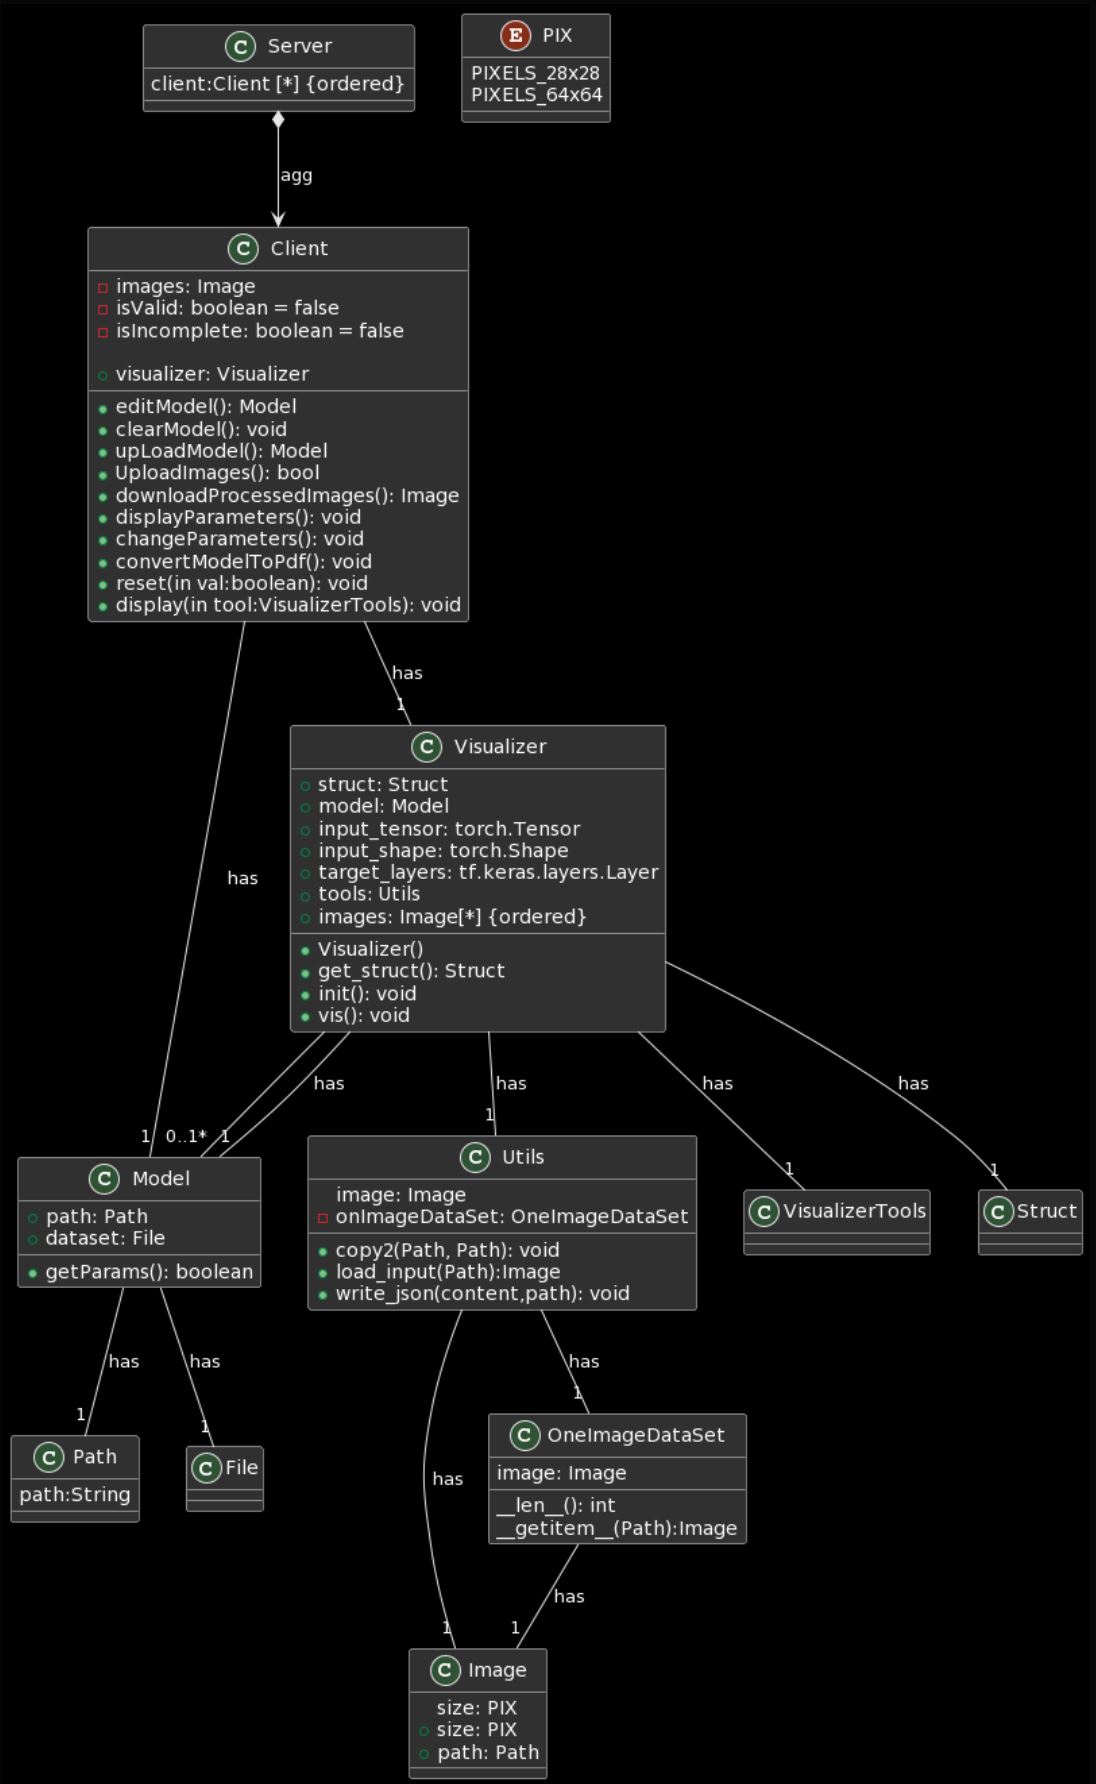 C Server
client:Client [*] {ordered}
E PIX
PIXELS_28x28
PIXELS_64x64
agg
C Client
images: Image
isValid: boolean = false
isIncomplete: boolean = false
visualizer: Visualizer
editModel(): Model
clearModel(): void
upLoadModel(): Model
UploadImages(): bool
downloadProcessedImages(): Image
displayParameters(): void
changeParameters(): void
convertModelToPdf(): void
reset(in val:boolean): void
display(in tool:VisualizerTools): void
has
1
C Visualizer
struct: Struct
model: Model
input_tensor: torch.Tensor
input_shape: torch.Shape
target_layers: tf.keras.layers.Layer
tools: Utils
images: Image[*] {ordered}
Visualizer()
get_struct(): Struct
init(): void
vis(): void
has
has
has
has
has
1
0..1*
1
1
1
1
C Model
path: Path
dataset: File
getParams(): boolean
C Utils
image: Image
onImageDataSet: OneImageDataSet
copy2(Path, Path): void
load_input(Path):Image
write_json(content,path): void
C VisualizerTools
C Struct
has
has
has
1
1
1
C Path
path:String
C File
C OneImageDataSet
image: Image
__len__(): int
__getitem__(Path):Image
has
has
1
1
C Image
size: PIX
size: PIX
path: Path